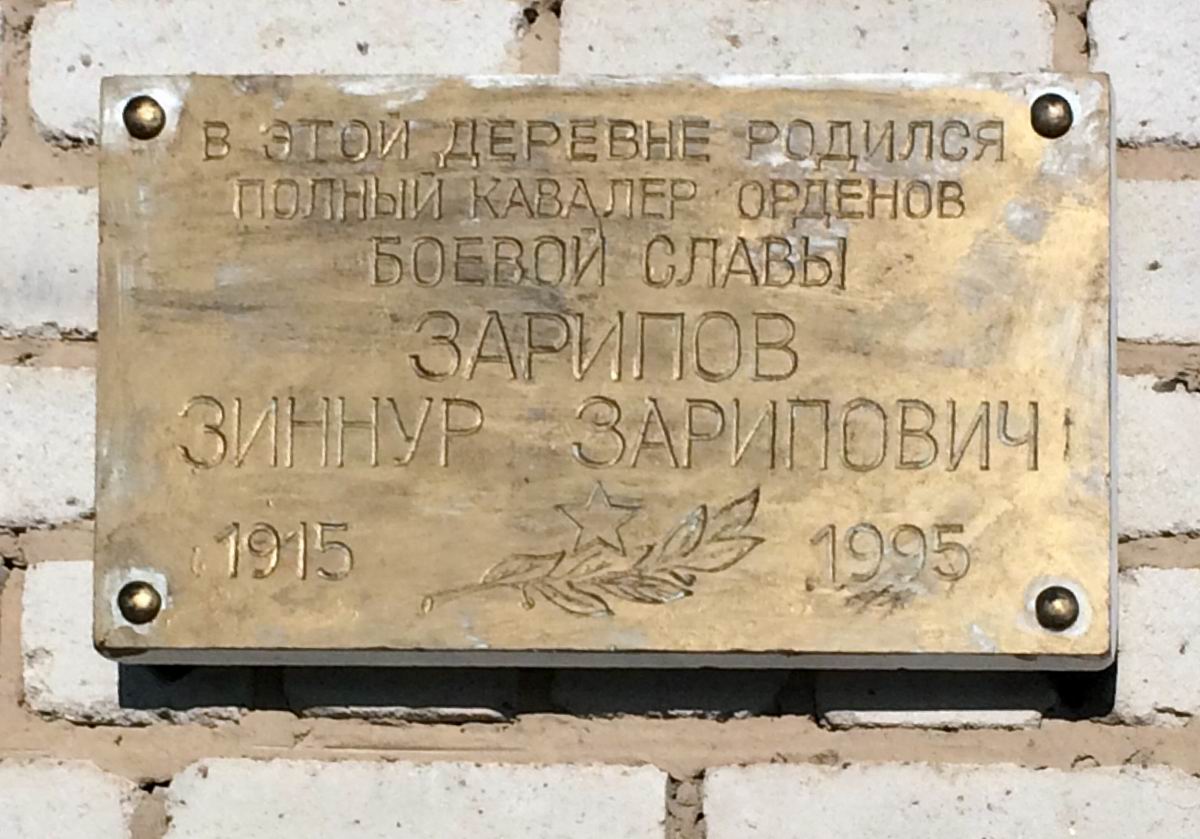 В ЭТОЙ ДЕРЕВНЕ РОДИЛСЯ
ПОЛНЫЙ КАВАЛЕР ОРДЕНОВ
БОЕВОЙ СЛАВЫ
ЗАРИПОВ
ЗИННУР ЗАРИПОВИЧ
1915 1995